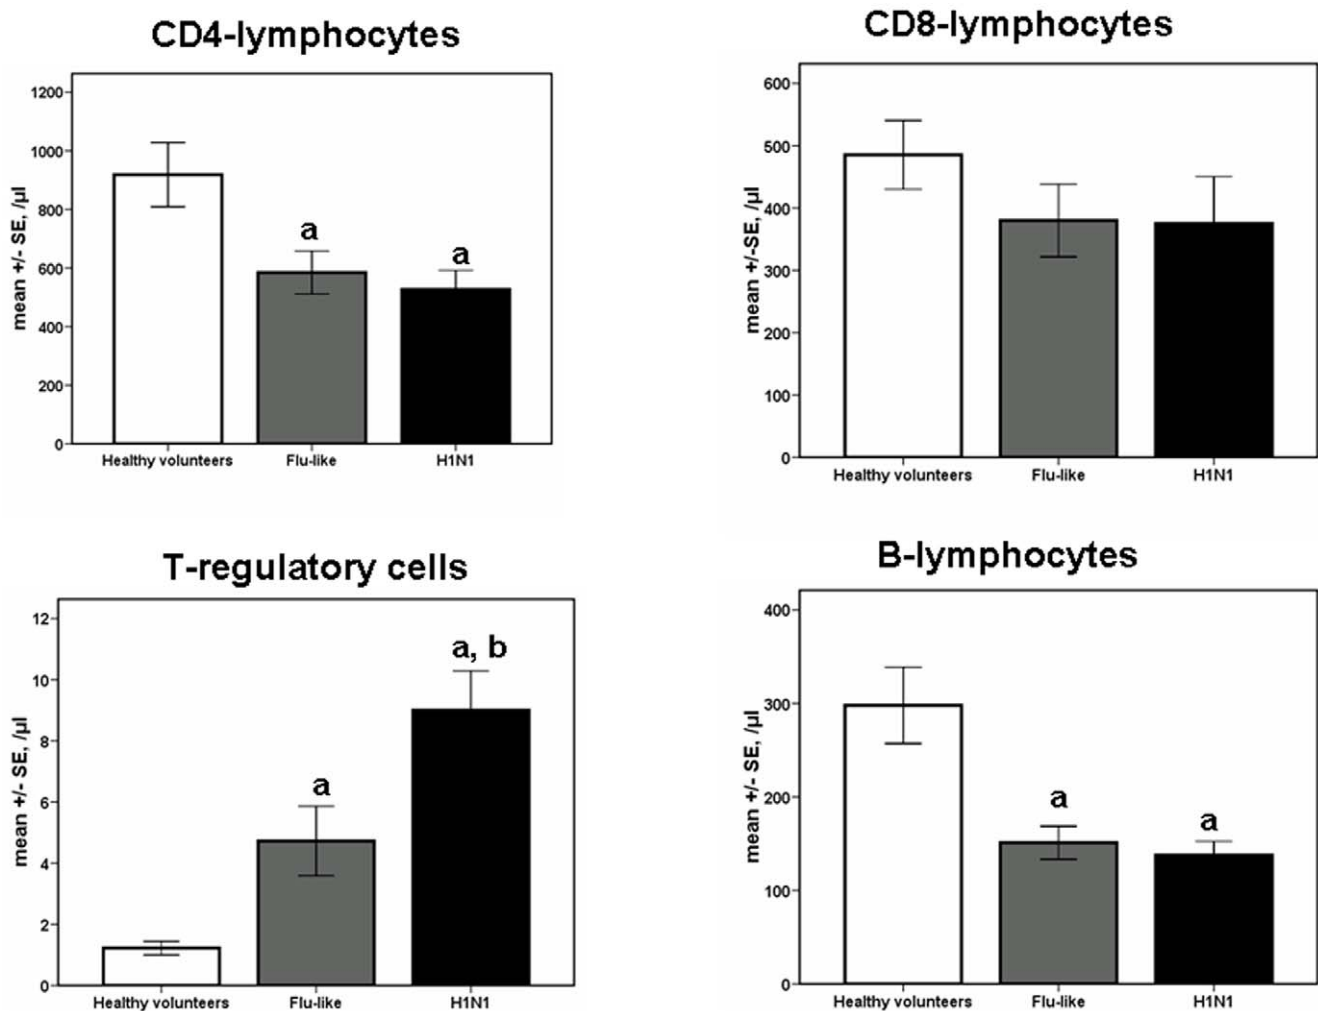 CD4-lymphocytes
mean +/- SE, /µl
1200
1000
800
600
400
200
0
a
a
Healthy volunteers Flu-like H1N1
CD8-lymphocytes
mean +/-SE, /µl
600
500
400
300
200
100
0
Healthy volunteers Flu-like H1N1
T-regulatory cells
mean +/- SE, /µl
12
10
8
6
4
2
0
a
a, b
Healthy volunteers Flu-like H1N1
B-lymphocytes
mean +/- SE, /µl
400
300
200
100
0
a
a
Healthy volunteers Flu-like H1N1